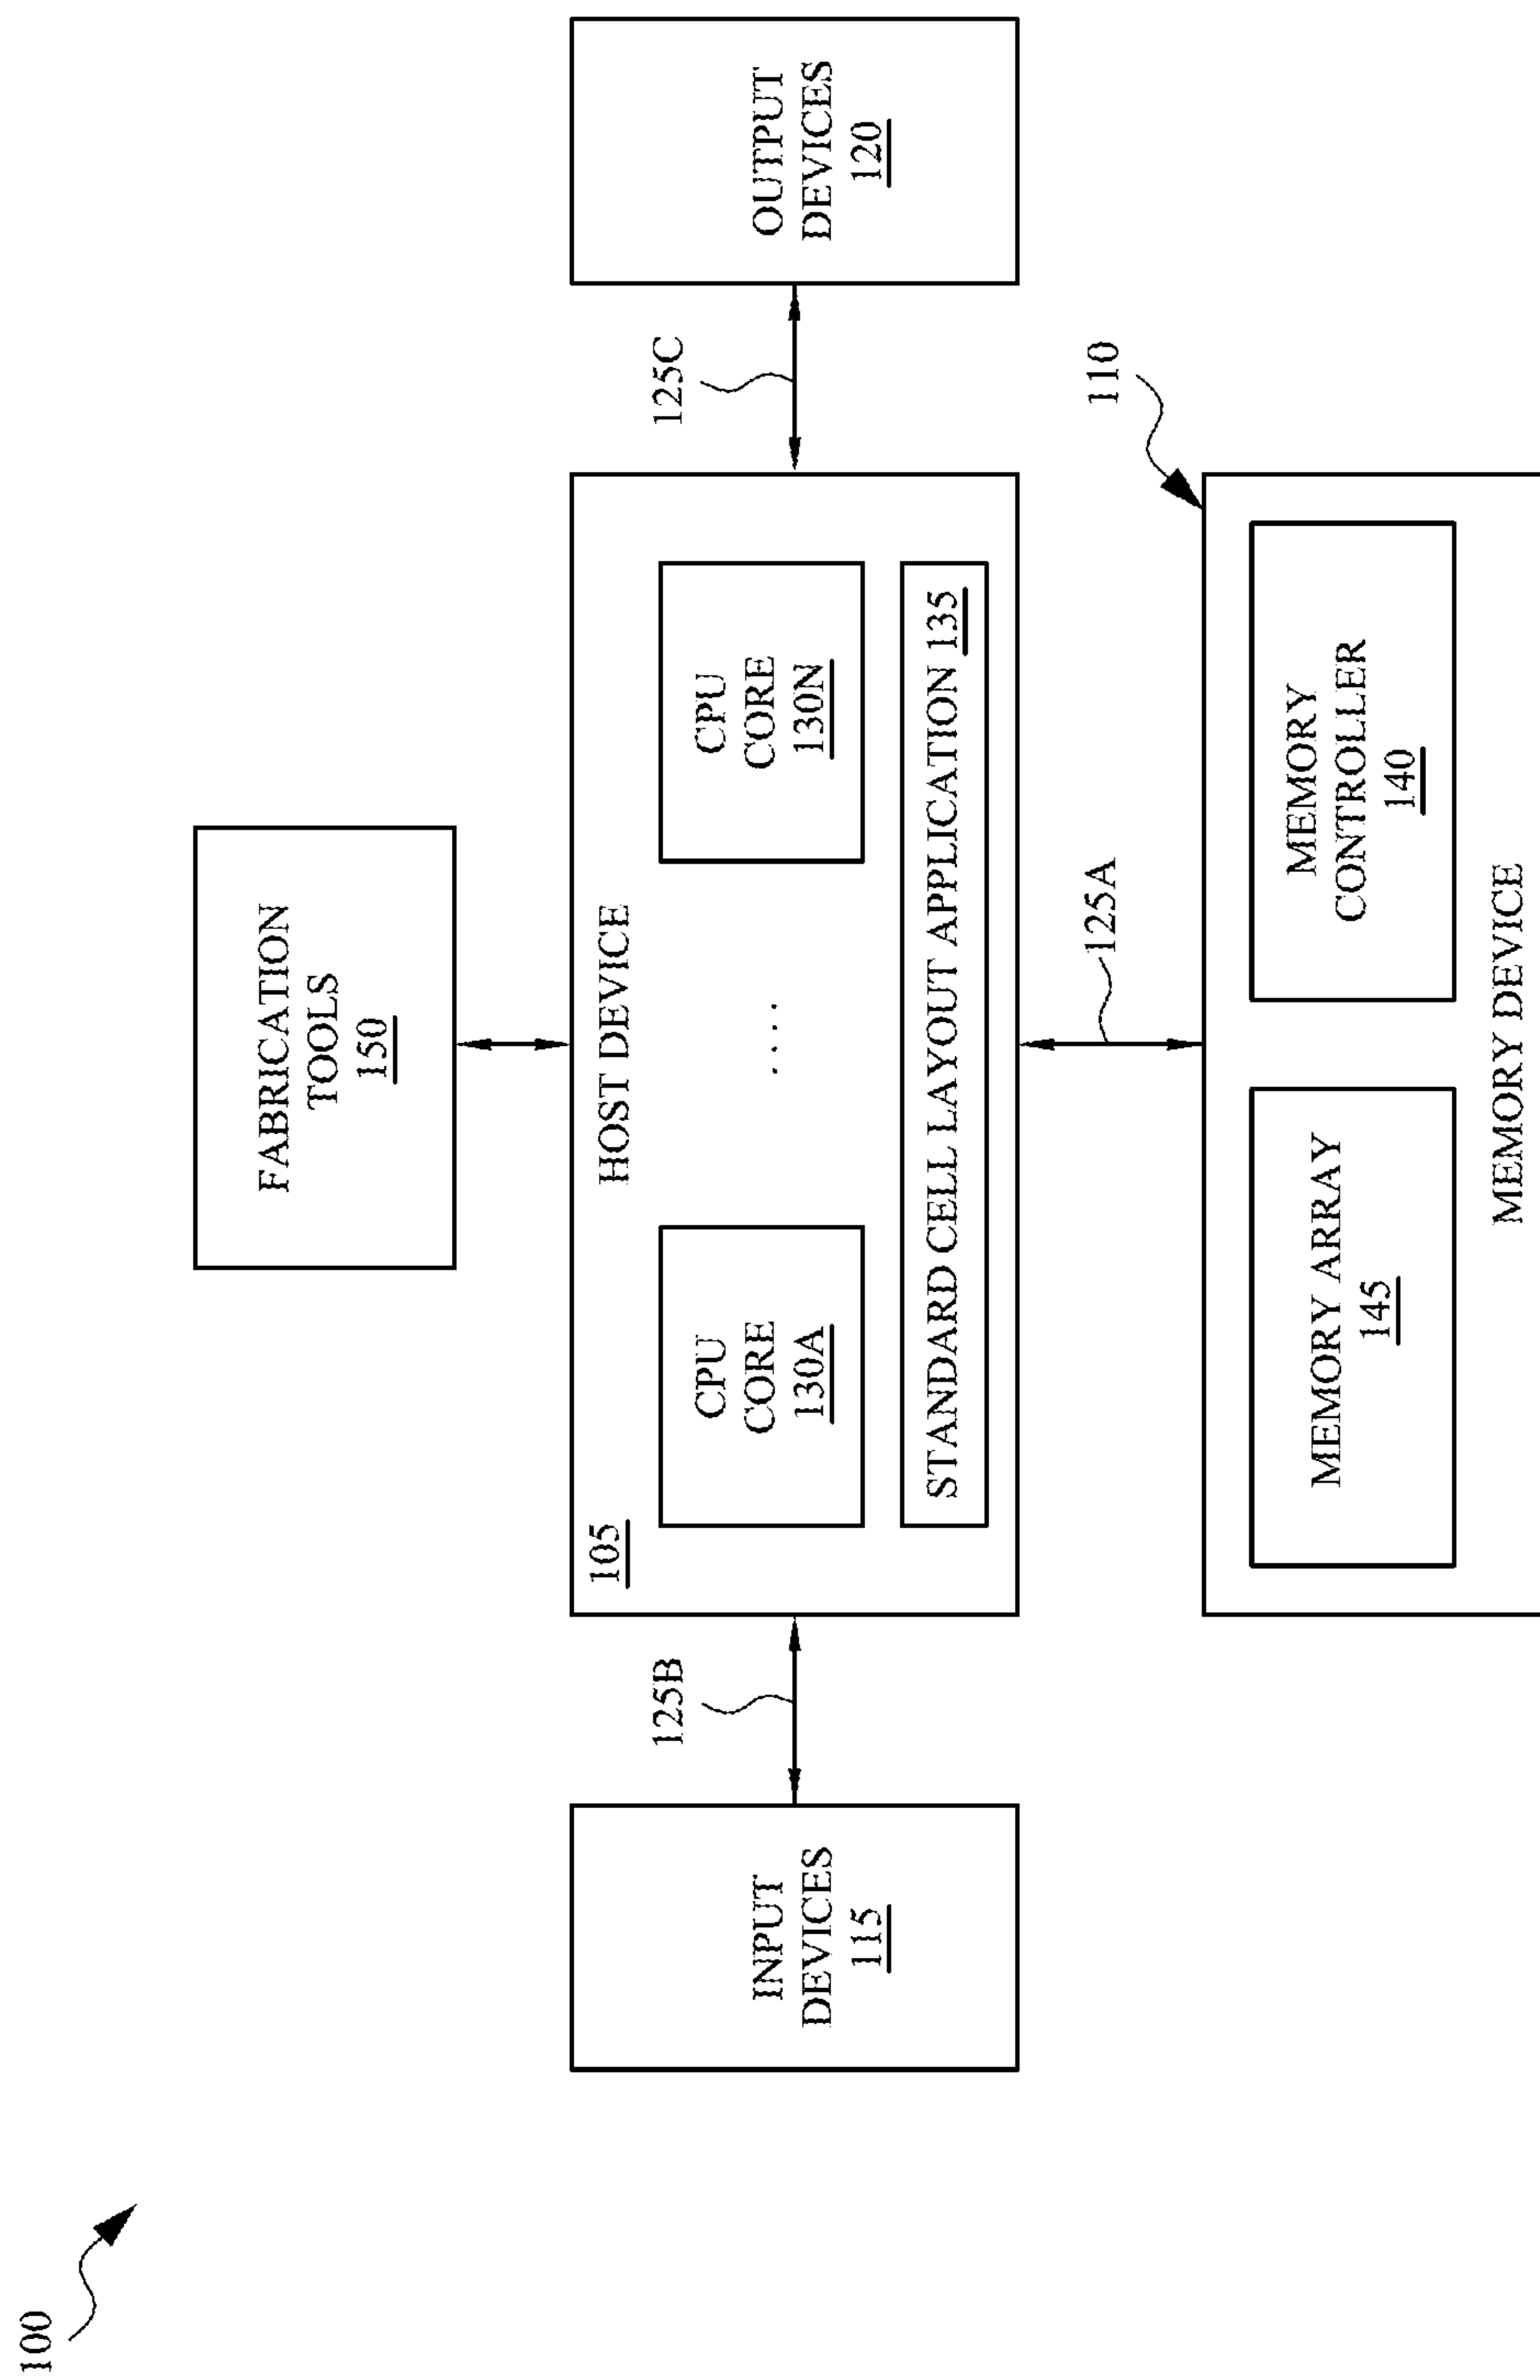 100
FABRICATION
TOOLS
150
INPUT
DEVICES
115
125B
105
HOST DEVICE
CPU
CORE
130A
. . . .
CPU
CORE
130N
STANDARD CELL LAYOUT APPLICATION 135
125C
OUTPUT
DEVICES
120
125A
110
MEMORY ARRAY
145
MEMORY
CONTROLLER
140
MEMORY DEVICE